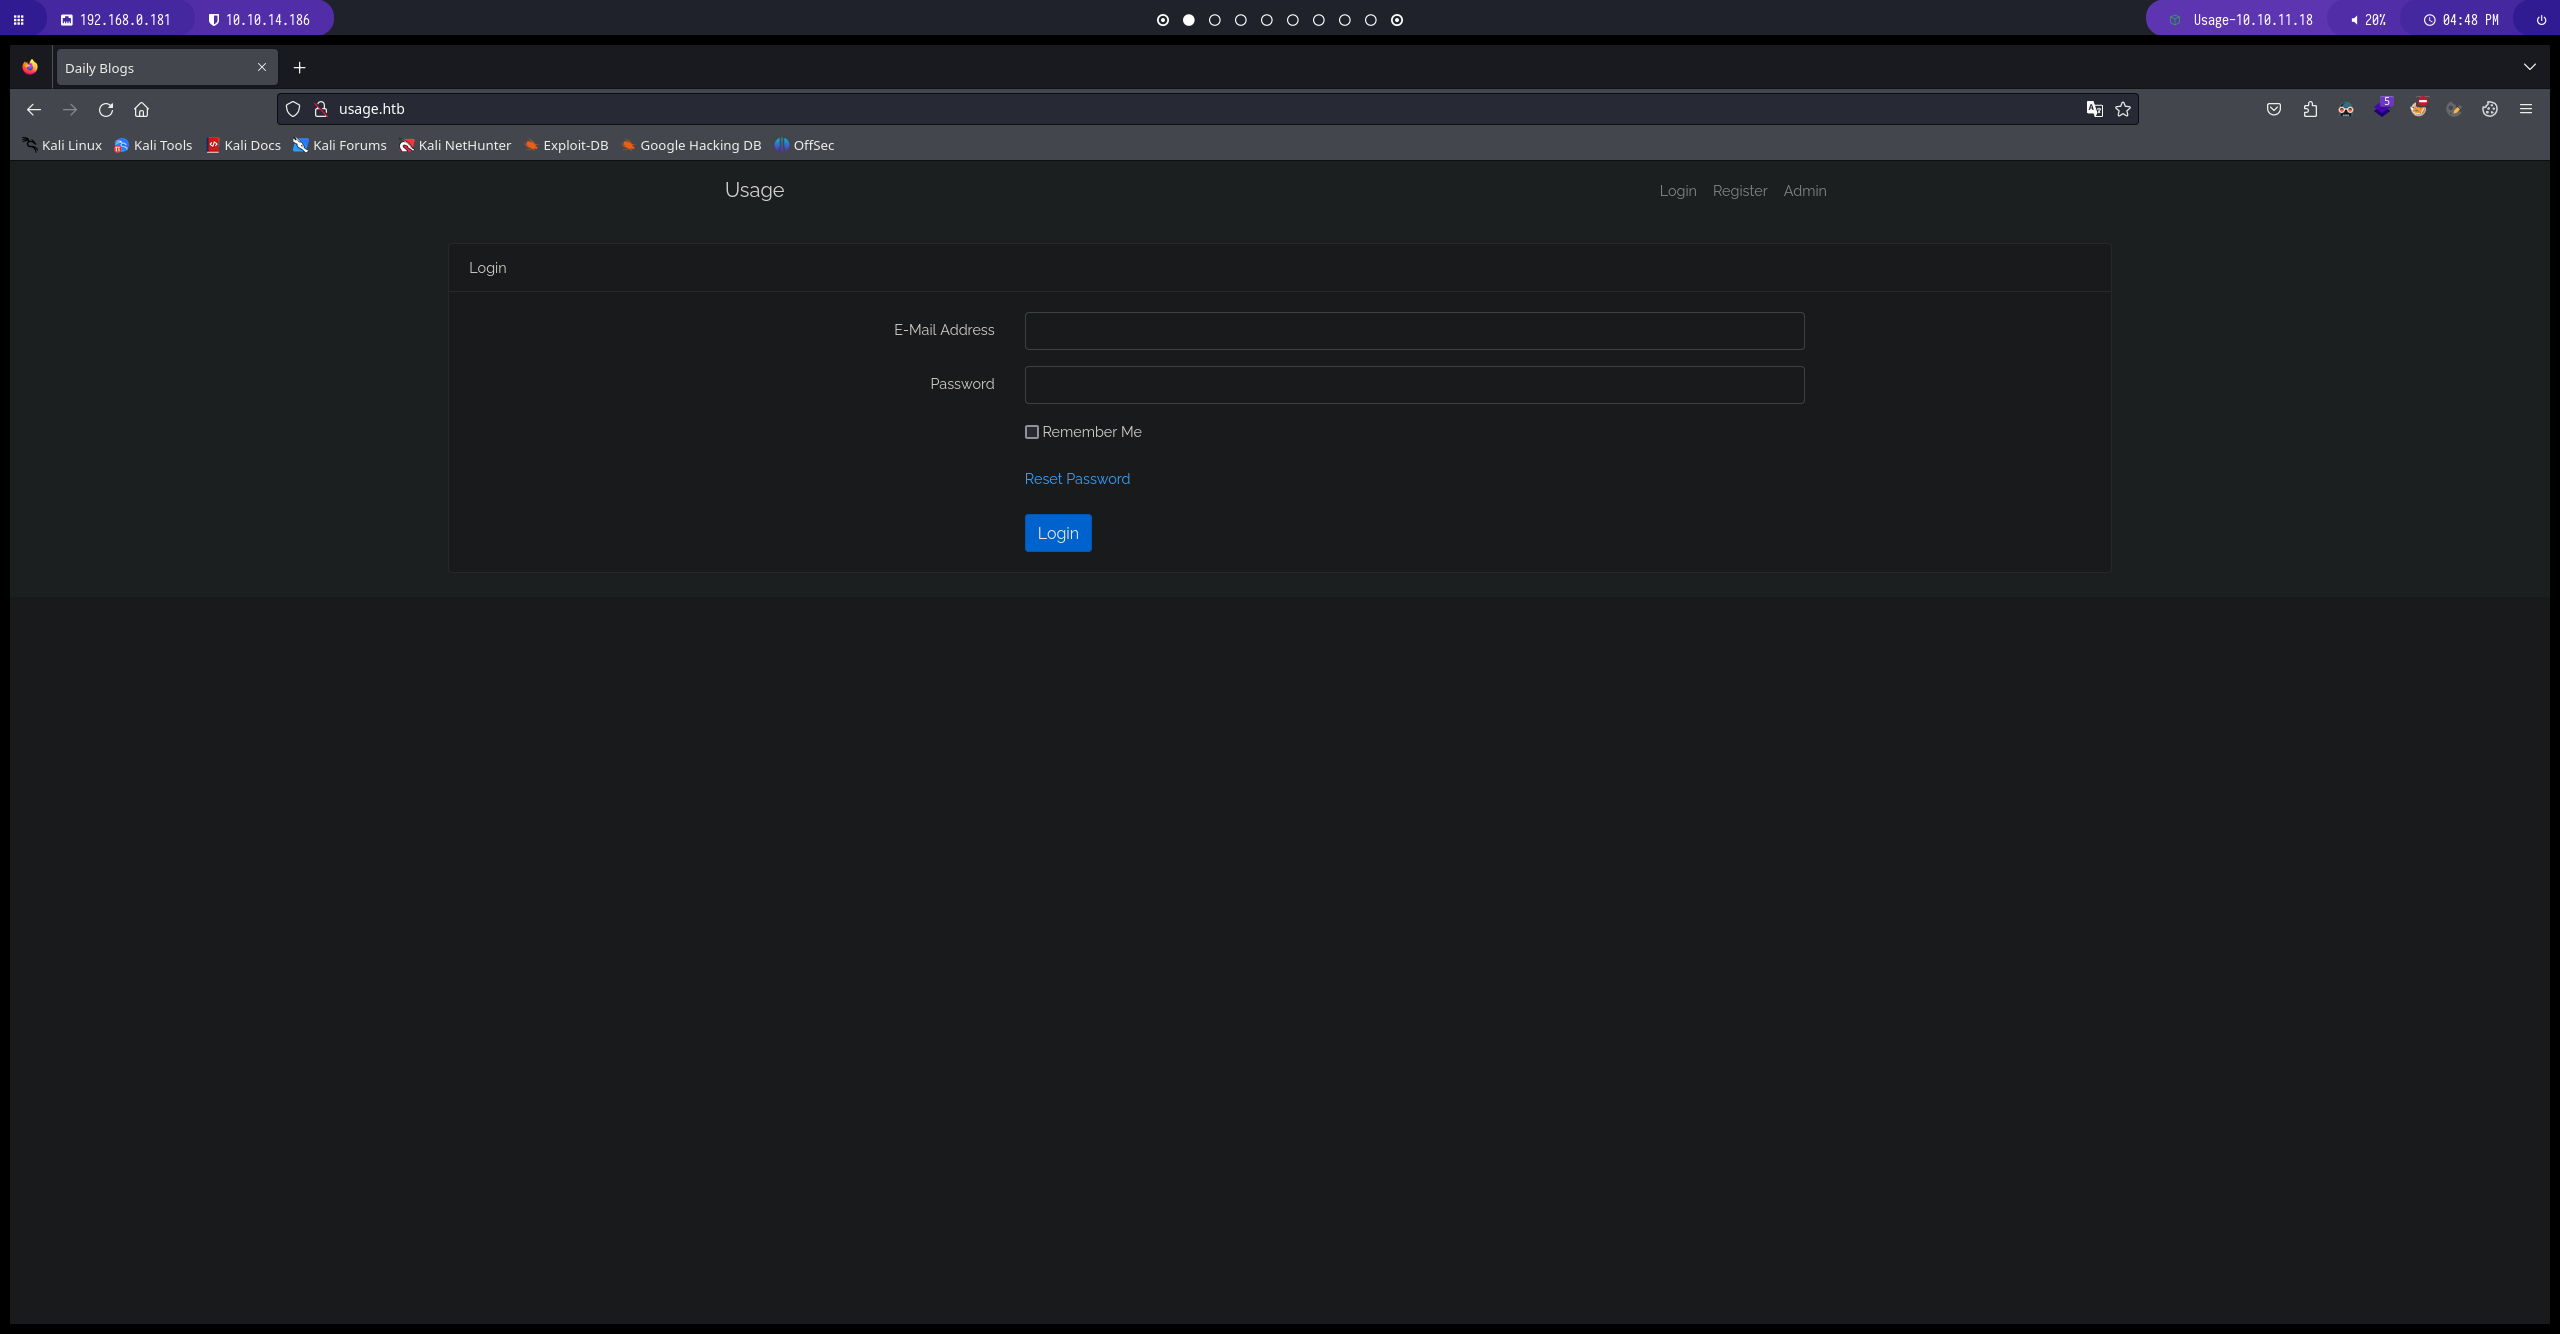 192.168.0.181 10.10.14.186 Usage-10.10.11.18 20% 04:48 PM
Daily Blogs
usage.htb 5
Kali Linux Kali Tools Kali Docs Kali Forums Kali NetHunter Exploit-DB Google Hacking DB OffSec
Usage Login Register Admin
Login
E-Mail Address
Password
Remember Me
Reset Password
Login